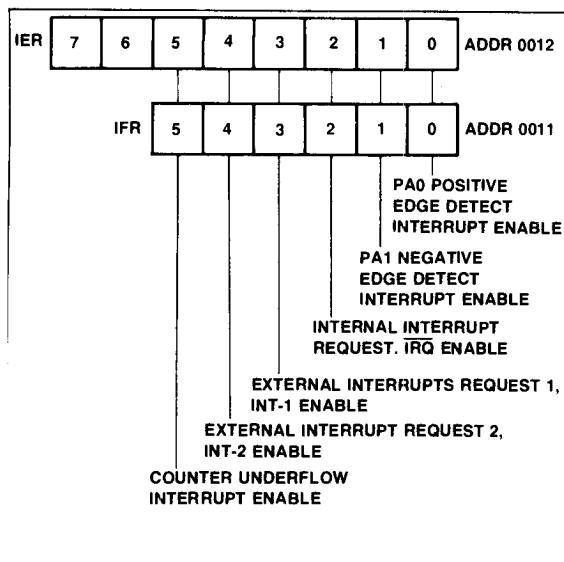 IER 7 6 5 4 3 2 1 0 ADDR 0012
IFR 5 4 3 2 1 0 ADDR 0011
PA0 POSITIVE
EDGE DETECT
INTERRUPT ENABLE
PA1 NEGATIVE
EDGE DETECT
INTERRUPT ENABLE
INTERNAL INTERRUPT
REQUEST. IRQ ENABLE
EXTERNAL INTERRUPTS REQUEST 1,
INT-1 ENABLE
EXTERNAL INTERRUPT REQUEST 2,
INT-2 ENABLE
COUNTER UNDERFLOW
INTERRUPT ENABLE